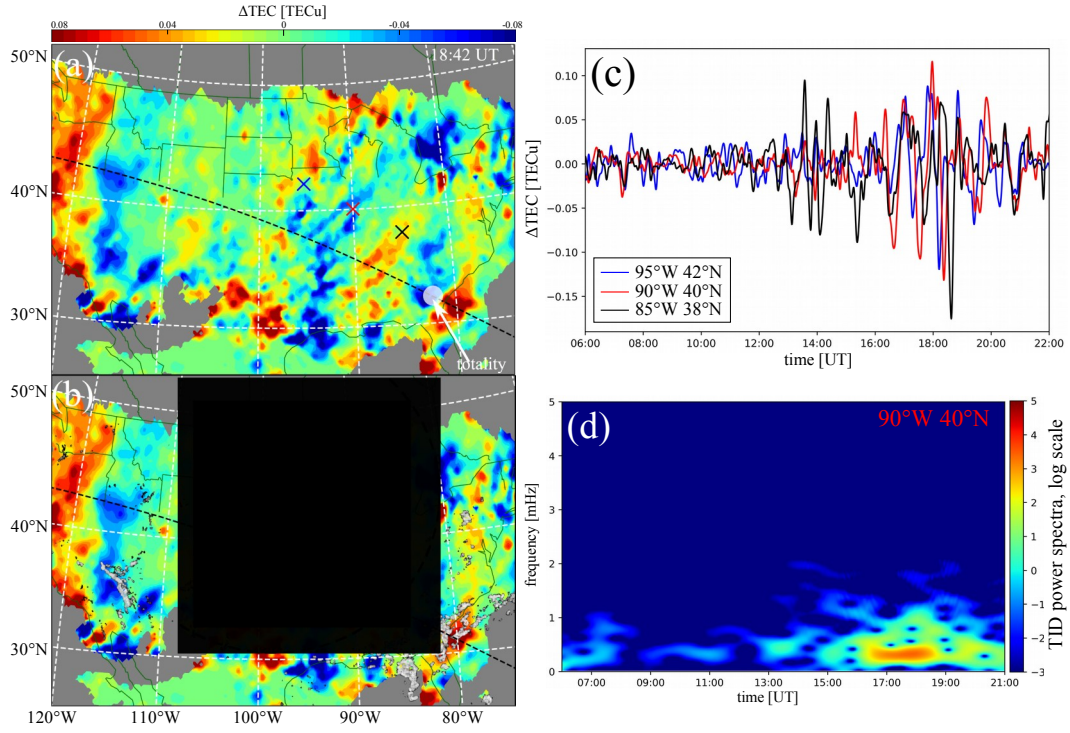 ΔTEC [TECu]
0.08 0.04 0 -0.04 -0.08
(a)
18:42 UT
50°N
40°N
30°N
totality
(b)
50°N
40°N
30°N
120°W 110°W 100°W 90°W 80°W
(c)
ΔTEC [TECu]
0.10
0.05
0.00
−0.05
−0.10
−0.15
95°W 42°N
90°W 40°N
85°W 38°N
06:00 08:00 10:00 12:00 14:00 16:00 18:00 20:00 22:00
time [UT]
(d)
90°W 40°N
frequency [mHz]
5
4
3
2
1
0
07:00 09:00 11:00 13:00 15:00 17:00 19:00 21:00
time [UT]
5
4
3
2
1
0
−1
−2
−3
TID power spectra, log scale